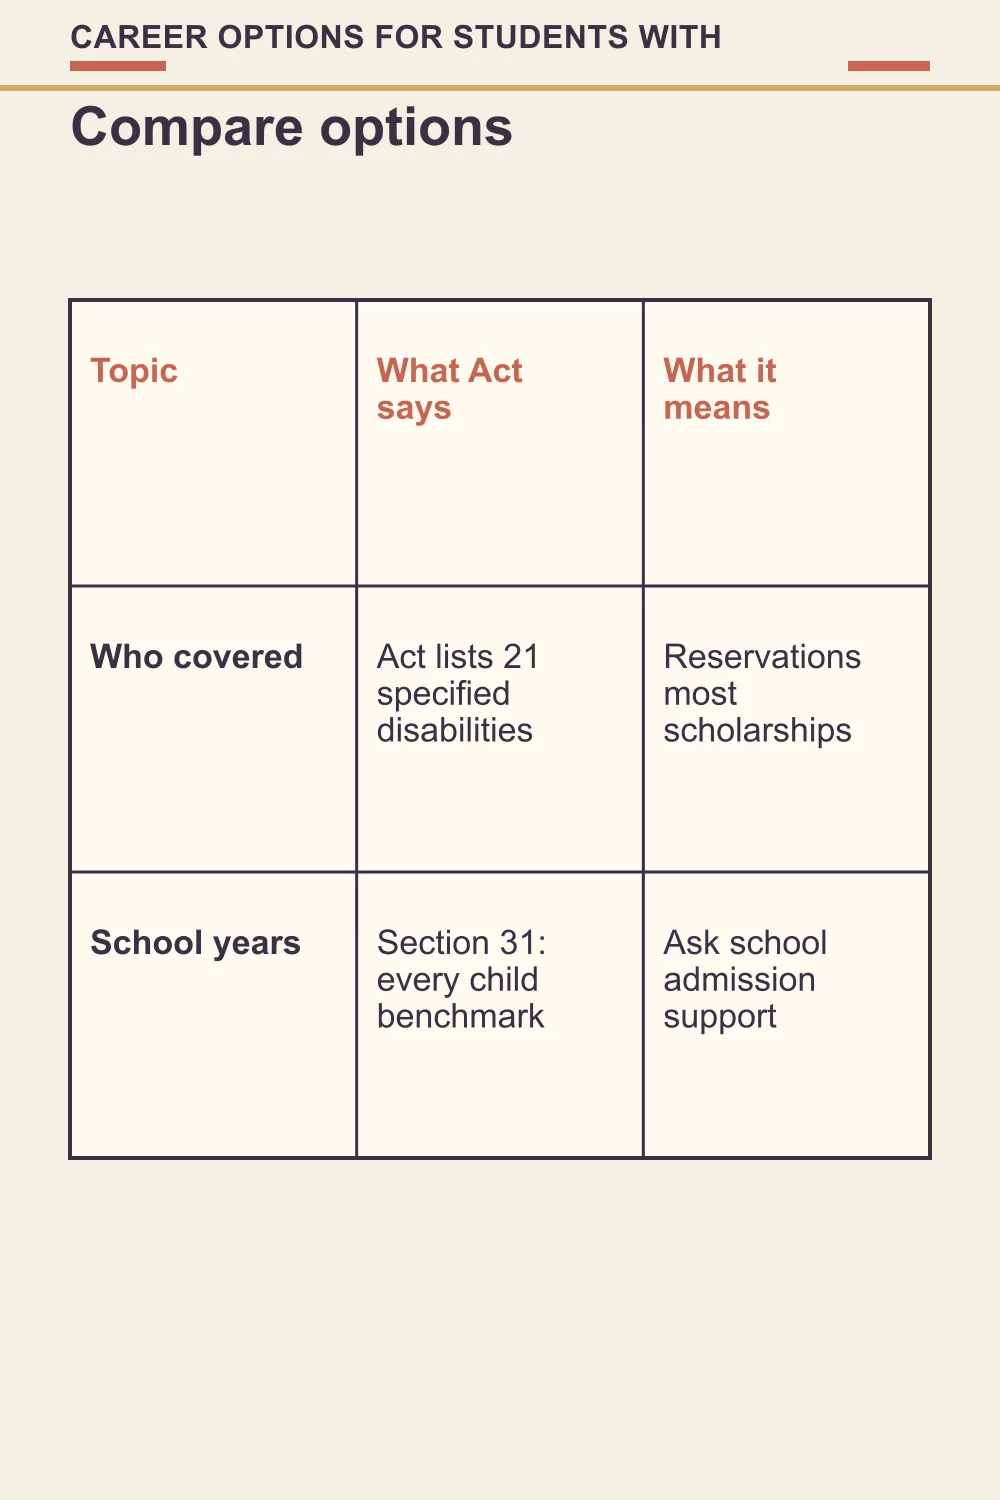 CAREER OPTIONS FOR STUDENTS WITH
Compare options
Topic
What Act
says
What it
means
Who covered
Act lists 21
specified
disabilities
Reservations
most
scholarships
School years
Section 31:
every child
benchmark
Ask school
admission
support